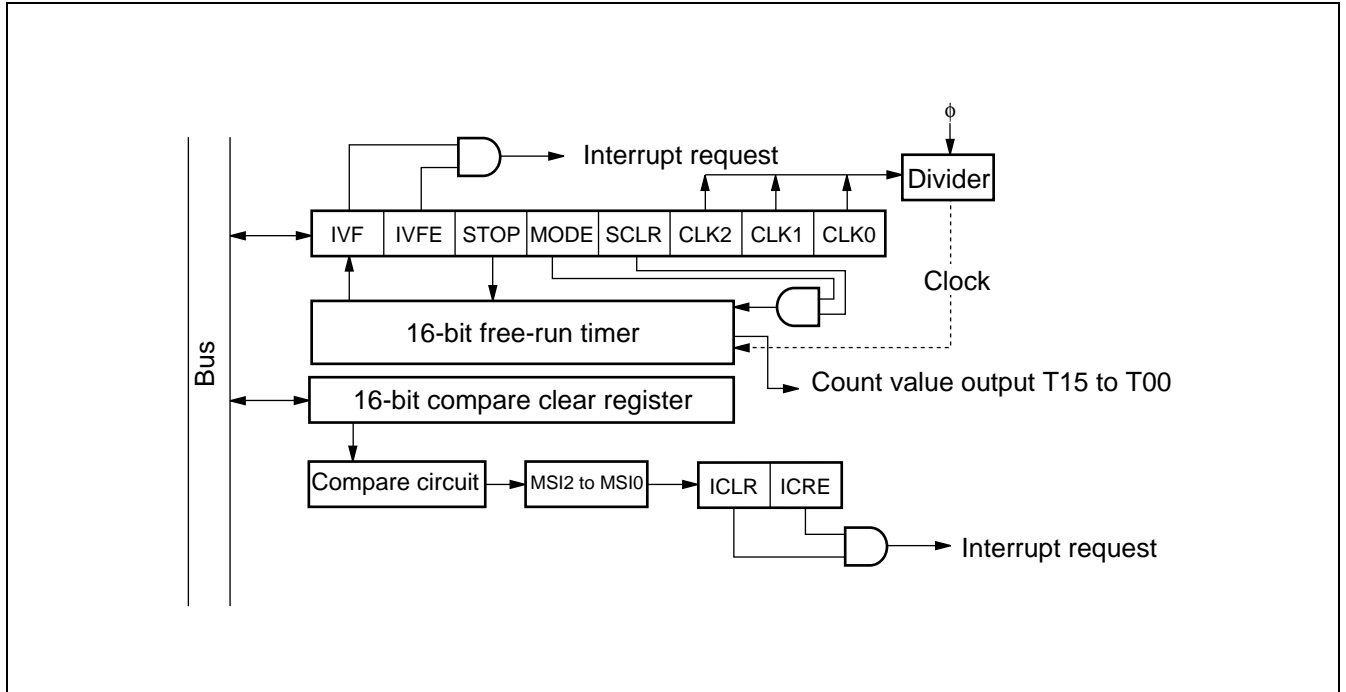 ϕ
Interrupt request
Divider
IVF IVFE STOP MODE SCLR CLK2 CLK1 CLK0
Clock
16-bit free-run timer
Bus
Count value output T15 to T00
16-bit compare clear register
Compare circuit MSI2 to MSI0 ICLR ICRE
Interrupt request